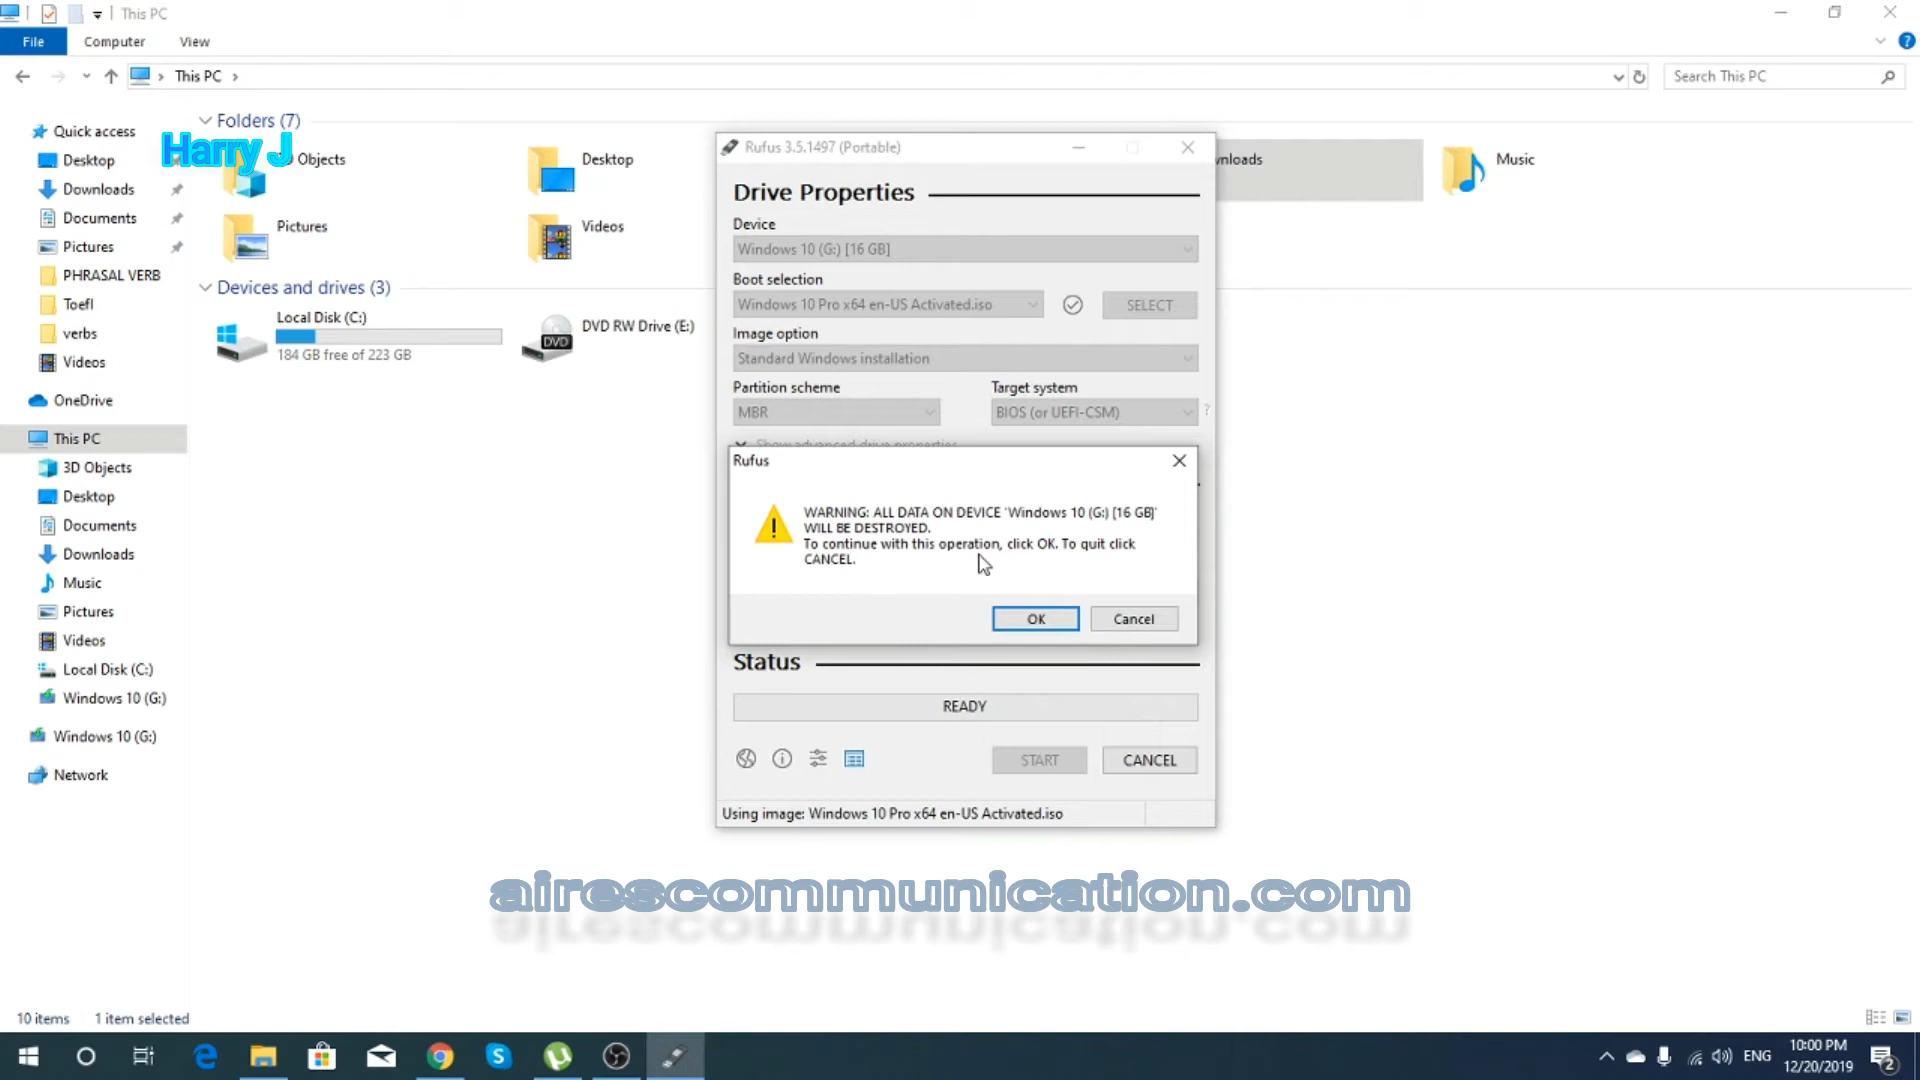 This PC
File
Computer
View
This PC
Search This PC
Quick access
Desktop
Downloads
Documents
Pictures
PHRASAL VERB
Toefl
verbs
Videos
OneDrive
This PC
3D Objects
Desktop
Documents
Downloads
Music
Pictures
Videos
Local Disk (C:)
Windows 10 (G:)
Windows 10 (G:)
Network
Folders (7)
Harry J
Objects
Desktop
Music
Pictures
Videos
Devices and drives (3)
Local Disk (C:)
184 GB free of 223 GB
DVD
DVD RW Drive (E:)
Rufus 3.5.1497 (Portable)
Drive Properties
Device
Windows 10 (G:) [16 GB]
Boot selection
Windows 10 Pro x64 en-US Activated.iso
SELECT
Image option
Standard Windows installation
Partition scheme
Target system
MBR
BIOS (or UEFI-CSM)
?
Show advanced drive properties
Rufus
WARNING: ALL DATA ON DEVICE 'Windows 10 (G:) [16 GB]'
WILL BE DESTROYED.
To continue with this operation, click OK. To quit click
CANCEL.
OK
Cancel
Status
READY
START
CANCEL
Using image: Windows 10 Pro x64 en-US Activated.iso
airescommunication.com
10 items
1 item selected
ENG
10:00 PM
12/20/2019
2